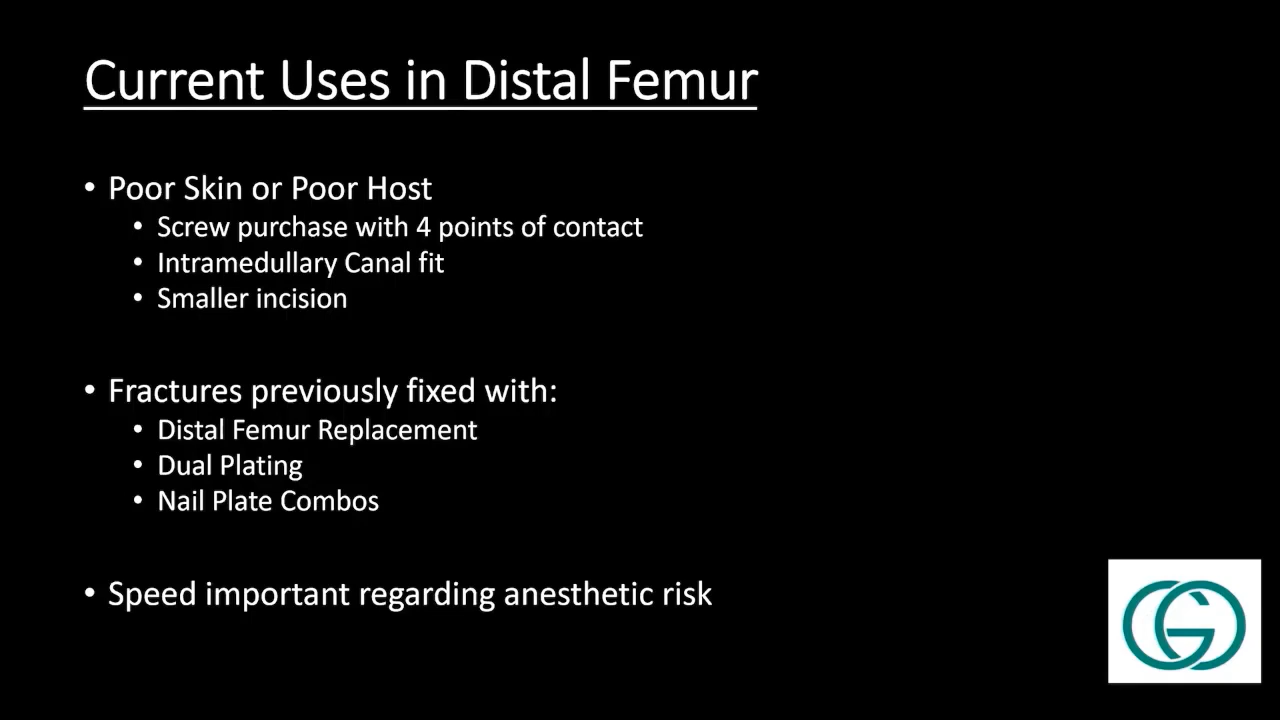 Current Uses in Distal Femur
• Poor Skin or Poor Host
• Screw purchase with 4 points of contact
• Intramedullary Canal fit
• Smaller incision
• Fractures previously fixed with:
• Distal Femur Replacement
• Dual Plating
• Nail Plate Combos
• Speed important regarding anesthetic risk